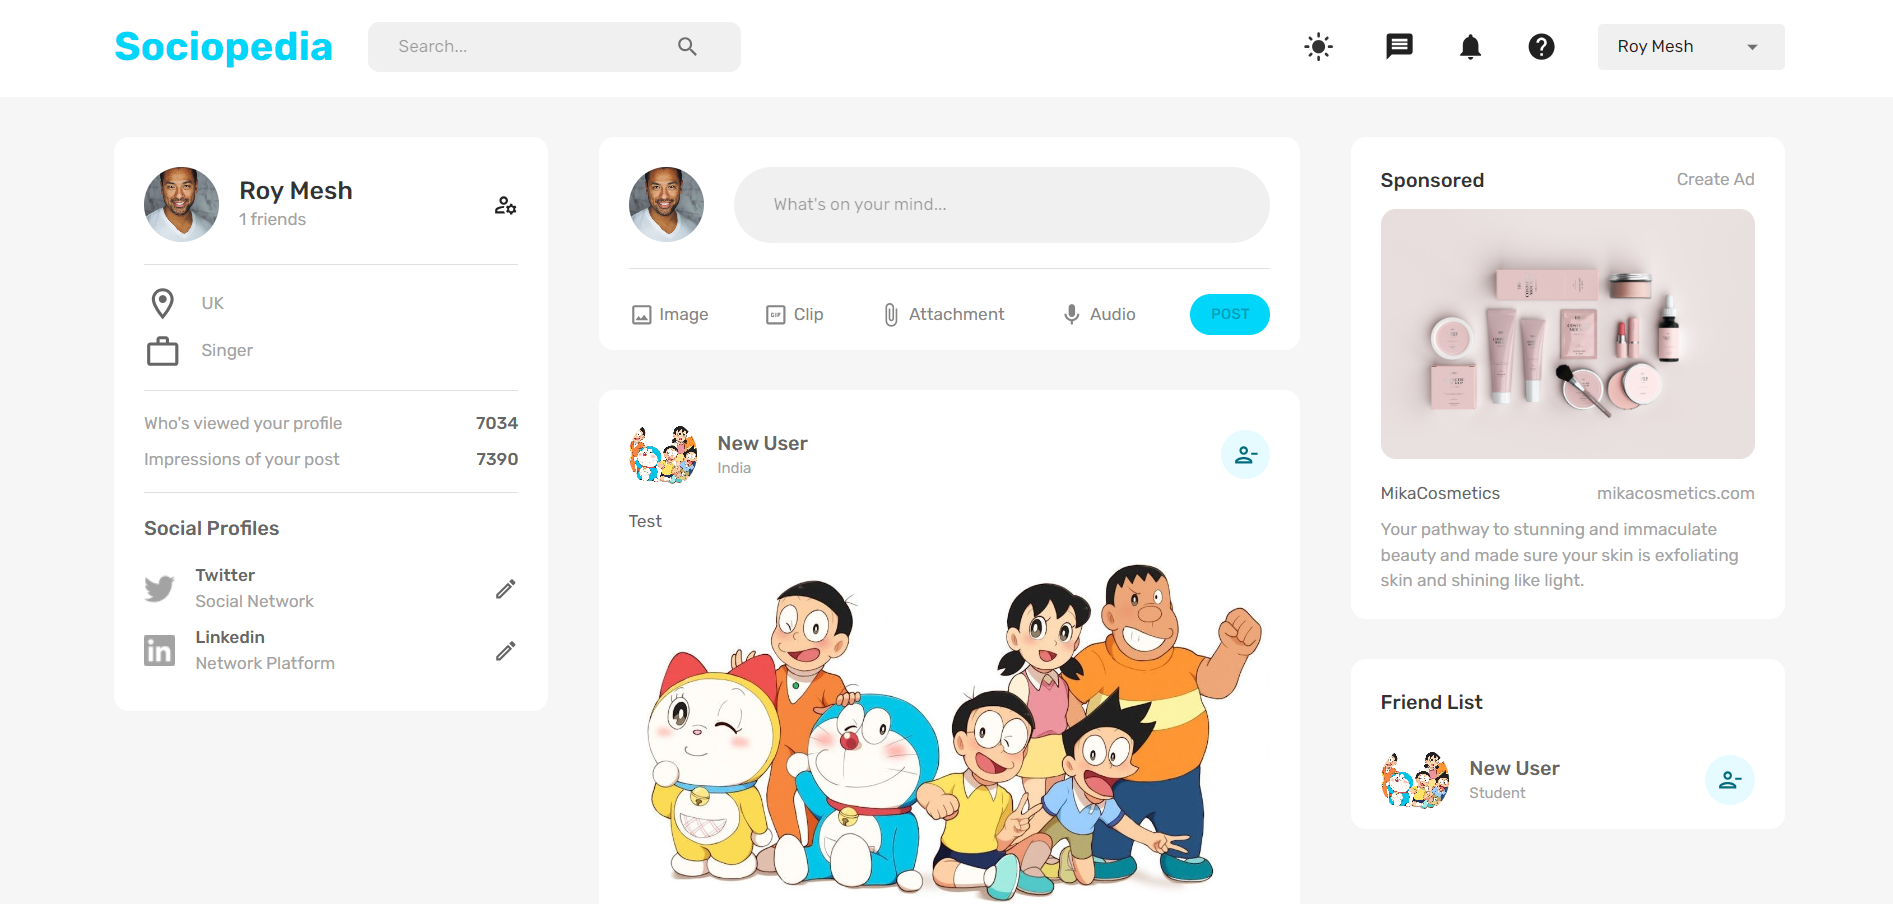 Sociopedia
Search...
Roy Mesh
Roy Mesh
1 friends
UK
Singer
Who's viewed your profile 7034
Impressions of your post 7390
Social Profiles
Twitter
Social Network
Linkedin
Network Platform
What's on your mind...
Image
GIF Clip
Attachment
Audio
POST
New User
India
Test
Sponsored
Create Ad
MikaCosmetics
mikacosmetics.com
Your pathway to stunning and immaculate
beauty and made sure your skin is exfoliating
skin and shining like light.
Friend List
New User
Student